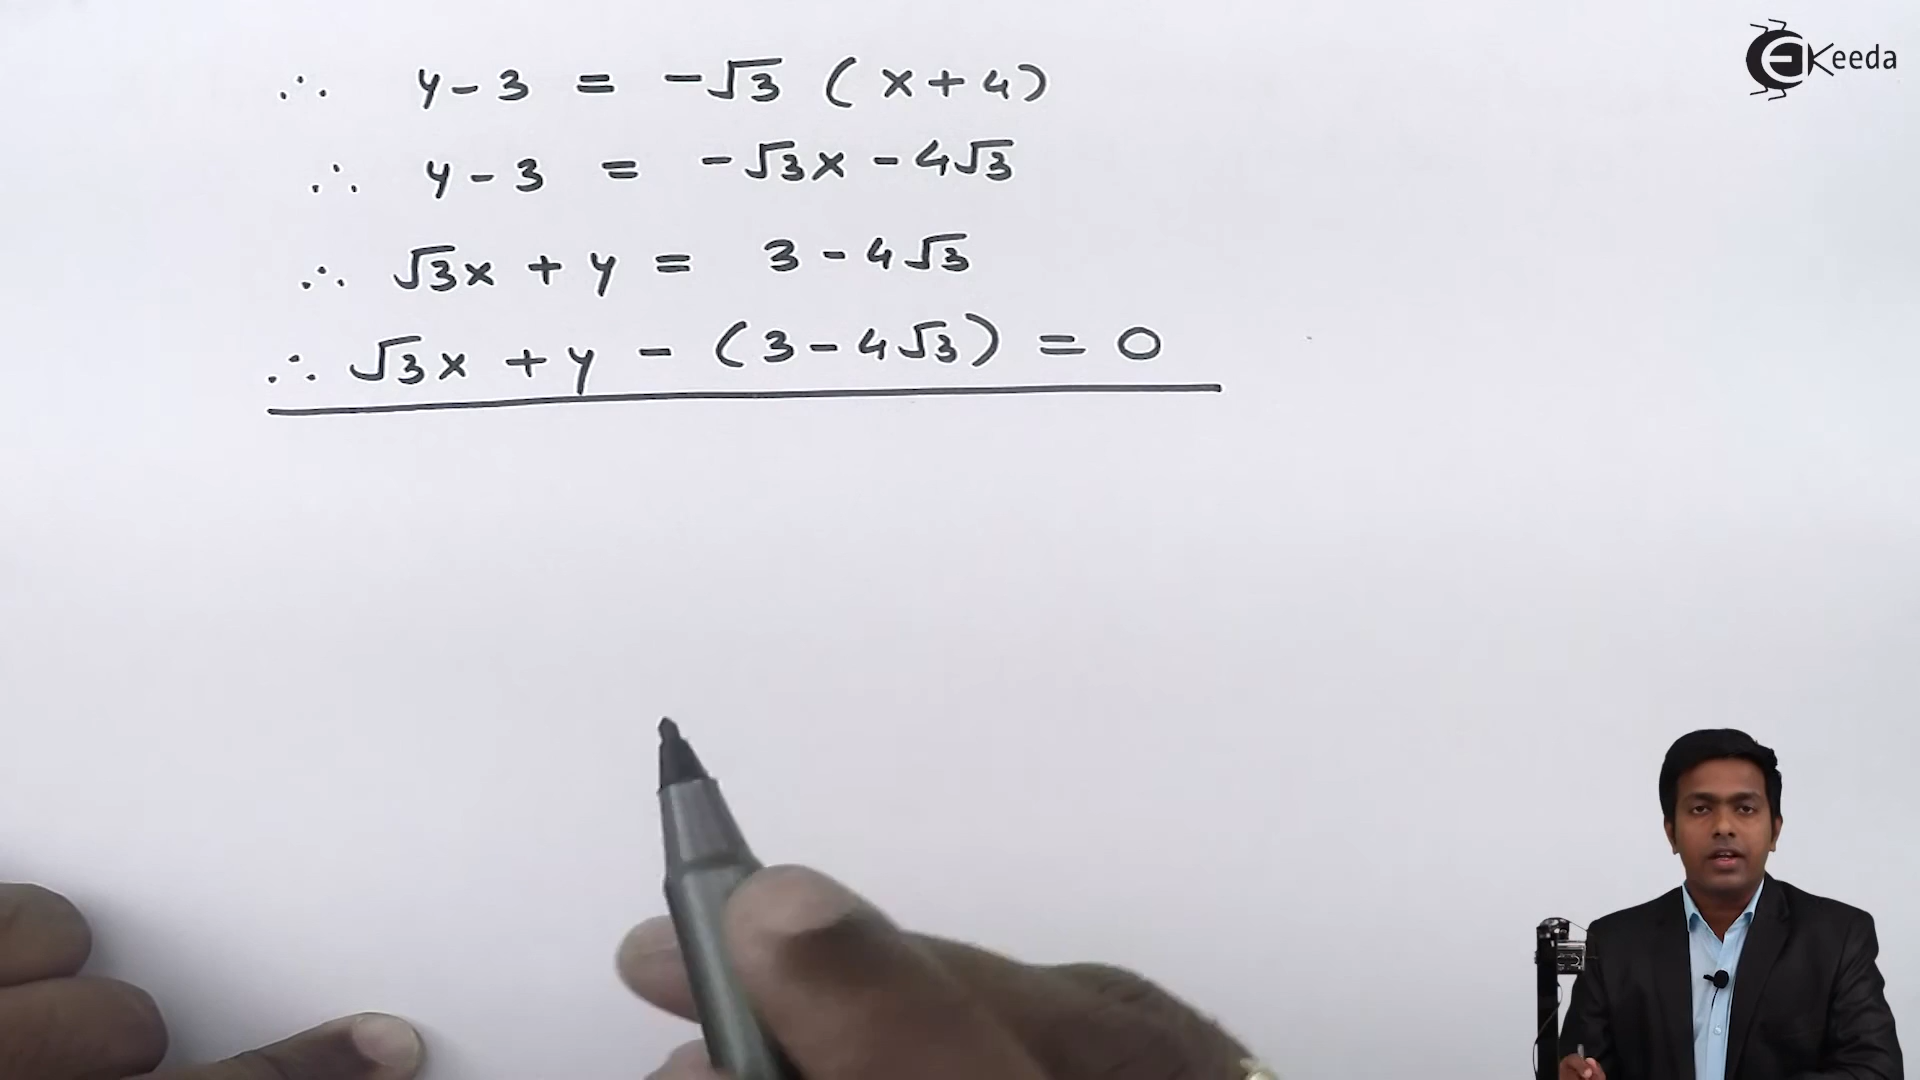 ∴ y - 3 = -√3 (x + 4)
∴ y - 3 = -√3x - 4√3
∴ √3x + y = 3 - 4√3
∴ √3x + y - (3 - 4√3) = 0
EKeeda